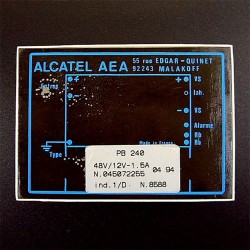 ALCATEL AEA
55 rue EDGAR-QUINET
92243 MALAKOFF
+ + VS
- Iah.
- VS
Alarme
Rb
Made in France Rb
Type
PB 240
48V/12V-1.5A 04 94
N.045072255
ind.1/D N.8588